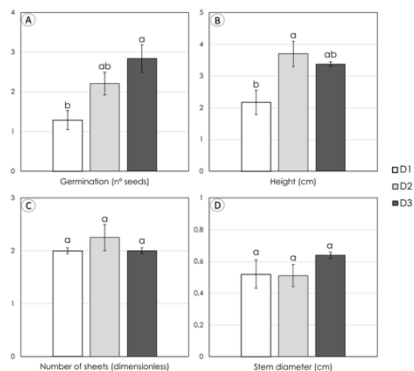 A
4
3
2
1
0
b
ab
a
Germination (nº seeds)
B
5
4
3
2
1
0
b
a
ab
Height (cm)
D1
D2
D3
C
3
2
1
0
a
a
a
Number of sheets (dimensionless)
D
1
0,8
0,6
0,4
0,2
0
a
a
a
Stem diameter (cm)